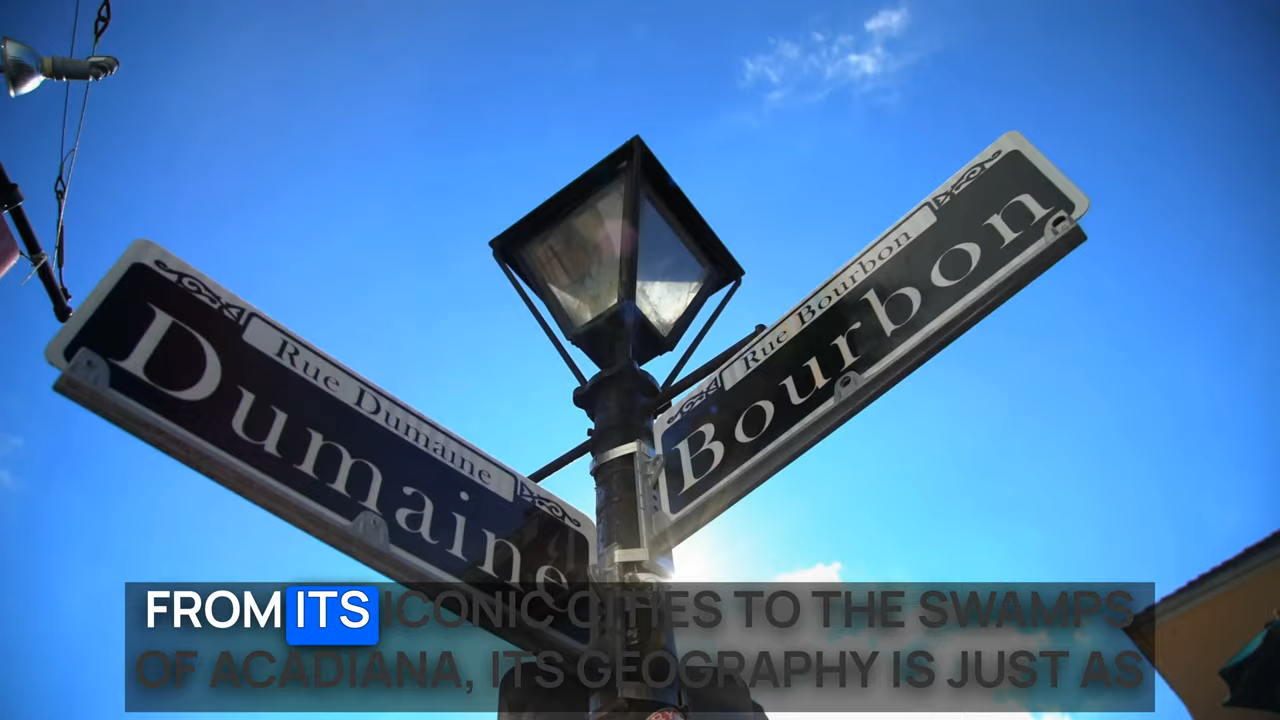 Rue Dumaine
Dumaine
Rue Bourbon
Bourbon
FROM ITS ICONIC CITIES TO THE SWAMPS
OF ACADIANA, ITS GEOGRAPHY IS JUST AS